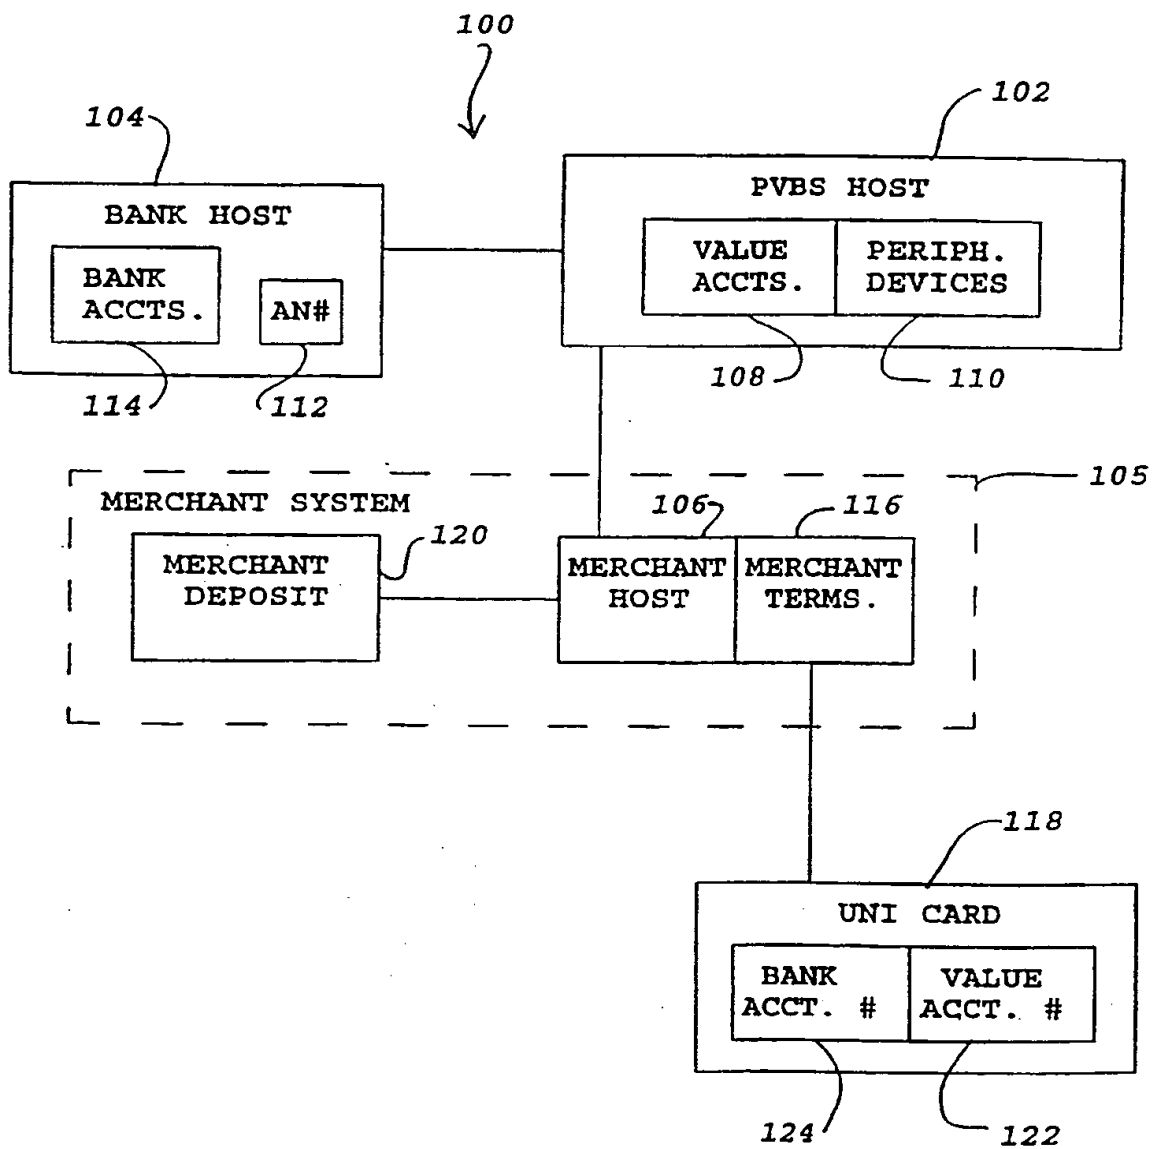 100
104
102
BANK HOST
PVBS HOST
BANK
ACCTS.
AN#
VALUE
ACCTS.
PERIPH.
DEVICES
114
112
108
110
105
MERCHANT SYSTEM
106
116
120
MERCHANT
DEPOSIT
MERCHANT
HOST
MERCHANT
TERMS.
118
UNI CARD
BANK
ACCT. #
VALUE
ACCT. #
124
122